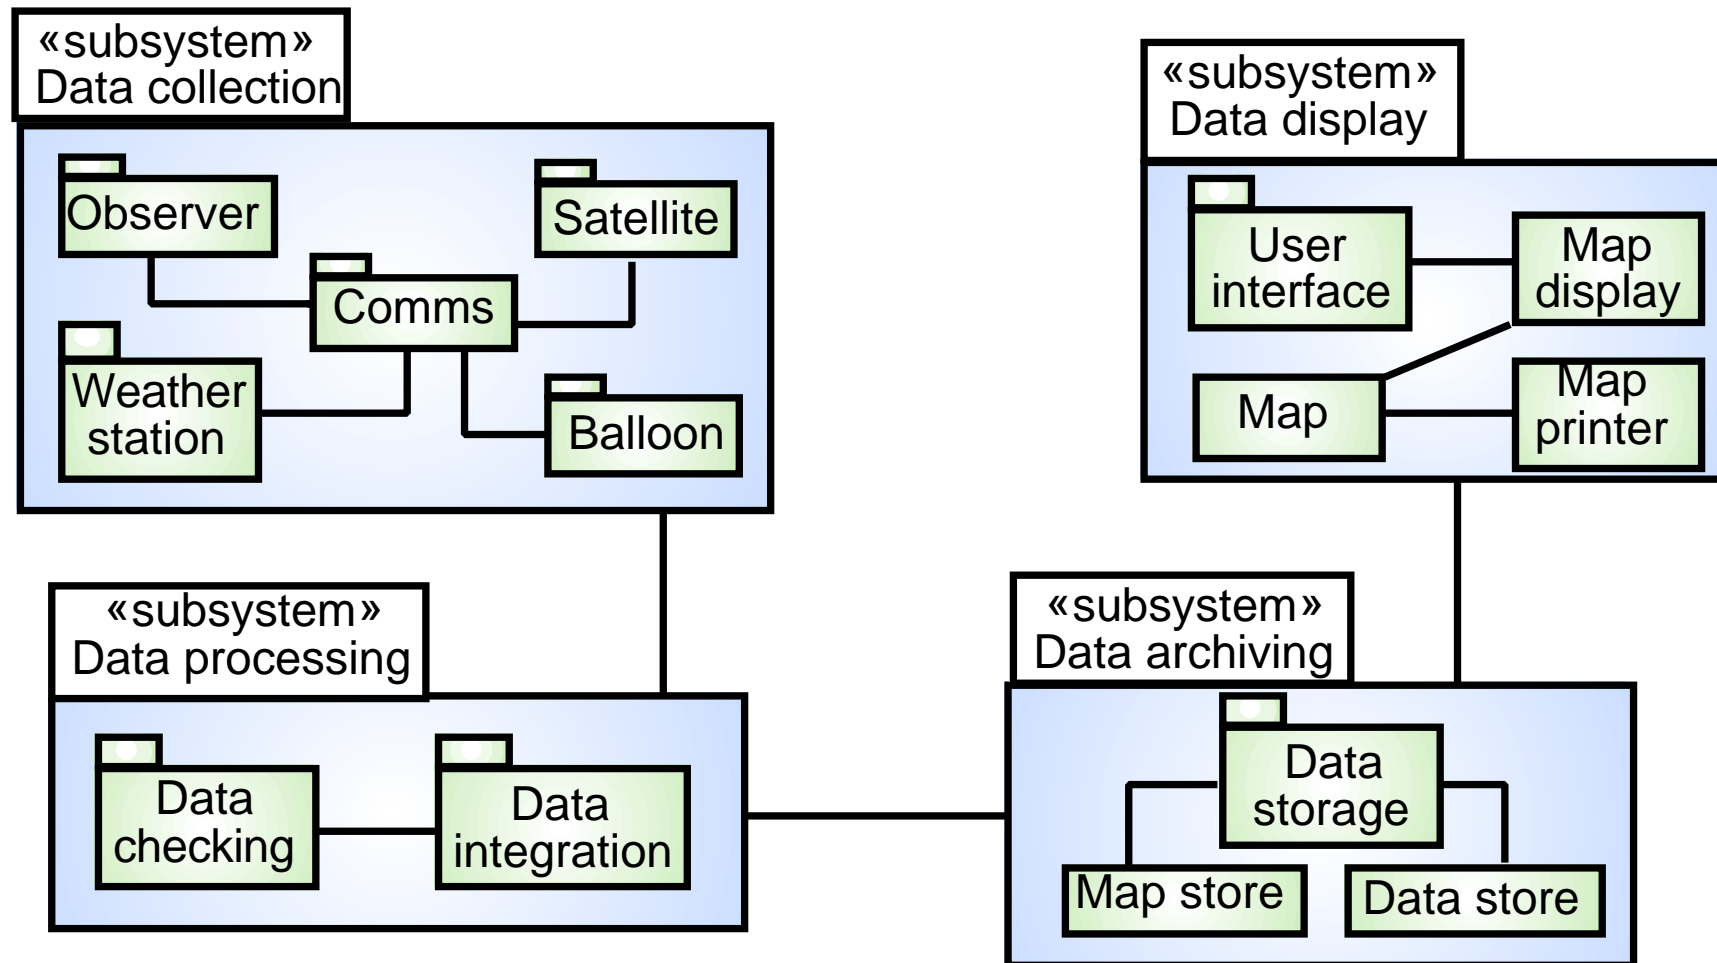 «subsystem»
Data collection
Observer
Satellite
Comms
Weather
station
Balloon
«subsystem»
Data display
User
interface
Map
display
Map
Map
printer
«subsystem»
Data processing
Data
checking
Data
integration
«subsystem»
Data archiving
Data
storage
Map store
Data store